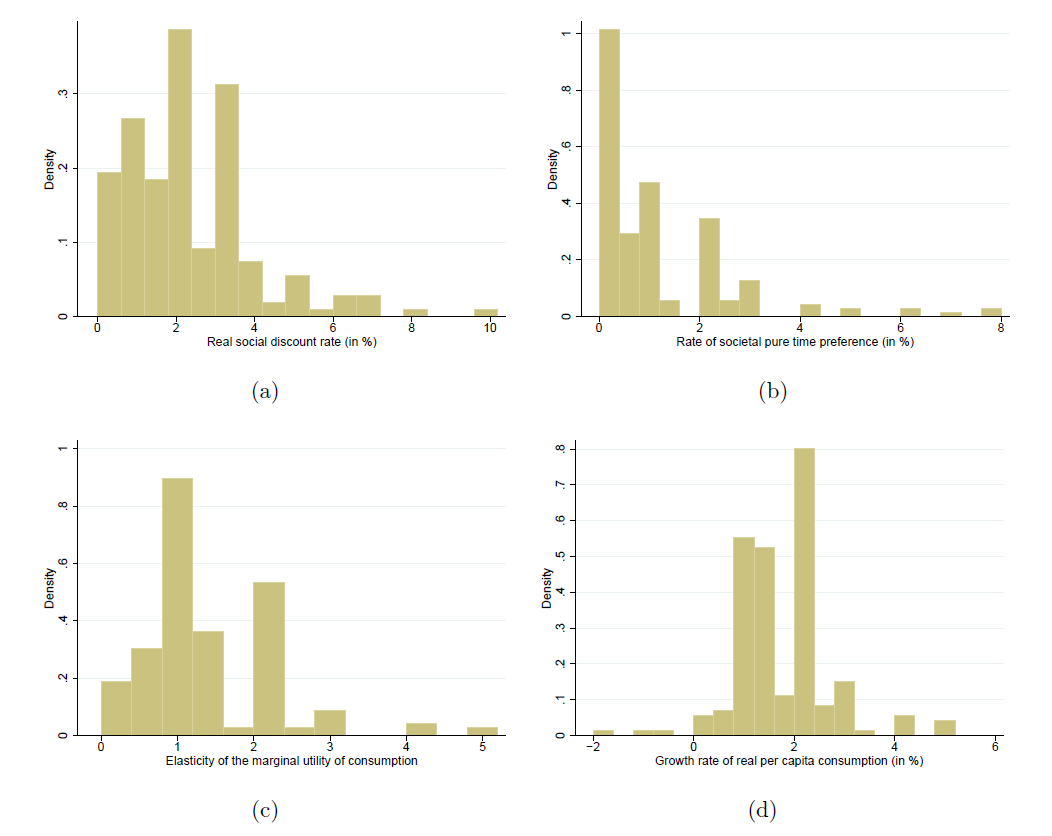 Density
0 .1 .2 .3
0 2 4 6 8 10
Real social discount rate (in %)
(a)
Density
0 .2 .4 .6 .8 1
0 2 4 6 8
Rate of societal pure time preference (in %)
(b)
Density
0 .2 .4 .6 .8 1
0 1 2 3 4 5
Elasticity of the marginal utility of consumption
(c)
Density
0 .1 .2 .3 .4 .5 .6 .7 .8
−2 0 2 4 6
Growth rate of real per capita consumption (in %)
(d)